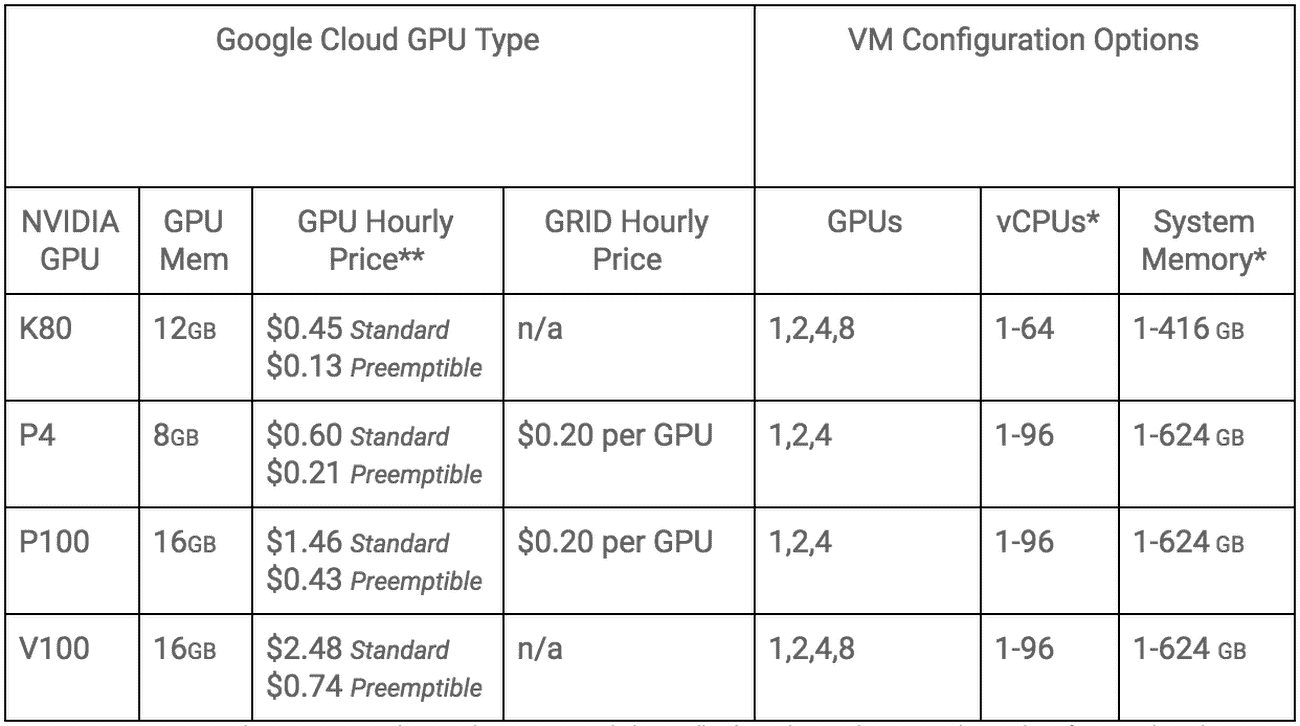 Google Cloud GPU Type VM Configuration Options
NVIDIA GPU GPU Hourly GRID Hourly GPUs vCPUs* System
GPU Mem Price** Price Memory*
K80 12GB $0.45 Standard n/a 1,2,4,8 1-64 1-416 GB
$0.13 Preemptible
P4 8GB $0.60 Standard $0.20 per GPU 1,2,4 1-96 1-624 GB
$0.21 Preemptible
P100 16GB $1.46 Standard $0.20 per GPU 1,2,4 1-96 1-624 GB
$0.43 Preemptible
V100 16GB $2.48 Standard n/a 1,2,4,8 1-96 1-624 GB
$0.74 Preemptible